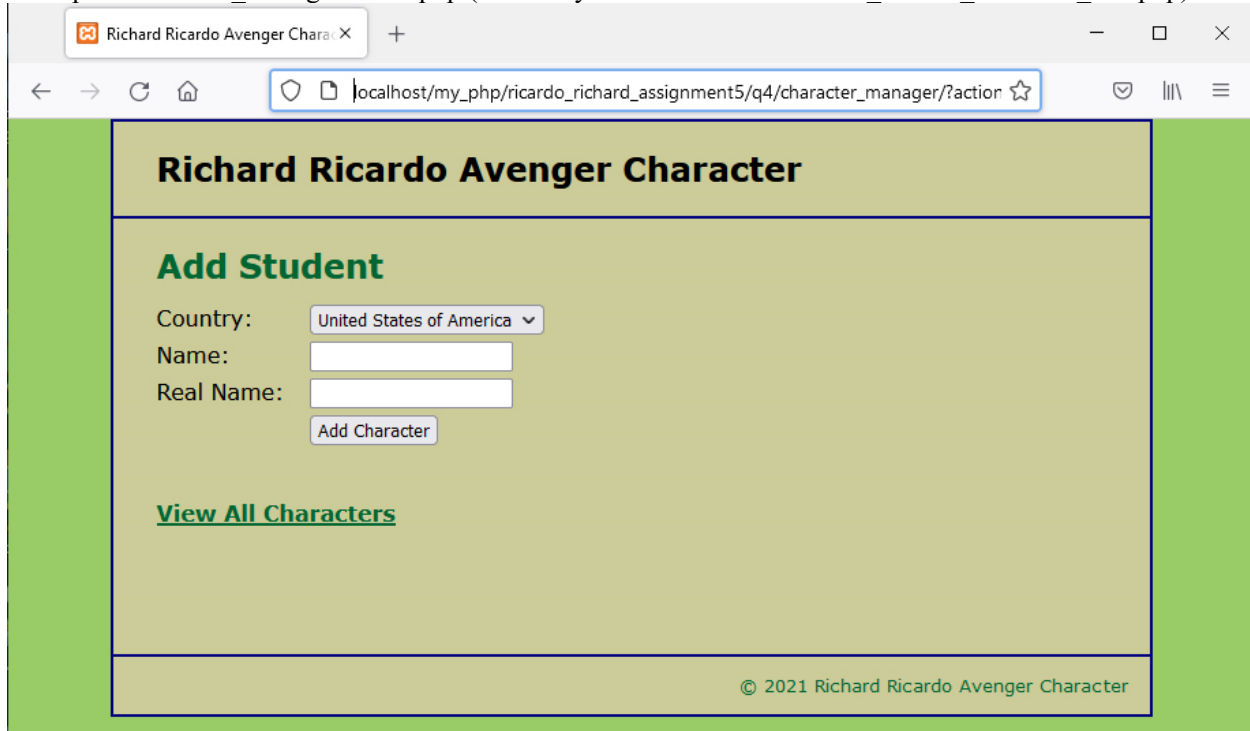 Richard Ricardo Avenger Charac
localhost/my_php/ricardo_richard_assignment5/q4/character_manager/?action
Richard Ricardo Avenger Character
Add Student
Country: United States of America
Name:
Real Name:
Add Character
View All Characters
© 2021 Richard Ricardo Avenger Character